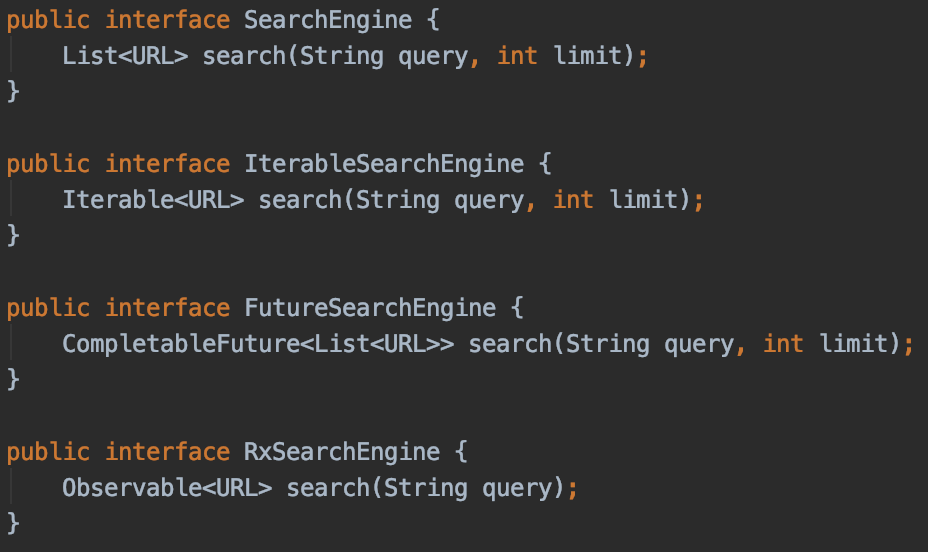 public interface SearchEngine {
    List<URL> search(String query, int limit);
}
public interface IterableSearchEngine {
    Iterable<URL> search(String query, int limit);
}
public interface FutureSearchEngine {
    CompletableFuture<List<URL>> search(String query, int limit);
}
public interface RxSearchEngine {
    Observable<URL> search(String query);
}